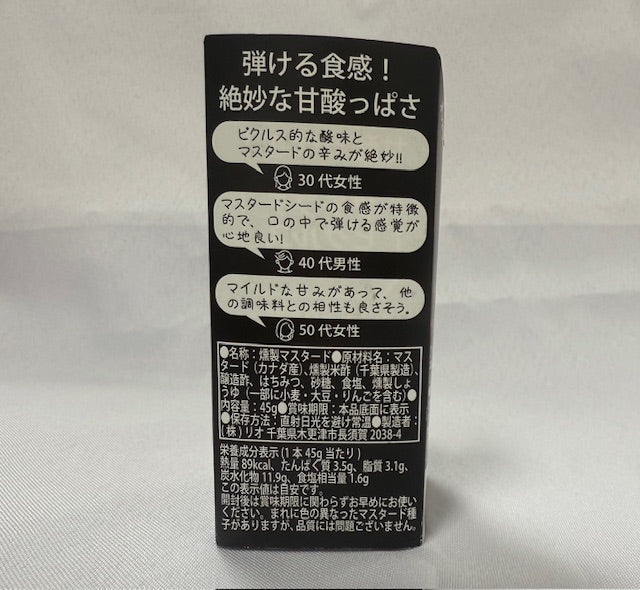 弾ける食感！
絶妙な甘酸っぱさ
ピクルス的な酸味と
マスタードの辛みが絶妙!!
30代女性
マスタードシードの食感が特徴
的で、口の中で弾ける感覚が
心地良い!
40代男性
マイルドな甘みがあって、他
の調味料との相性も良さそう。
50代女性
●名称：燻製マスタード●原材料名：マス
タード（カナダ産）、燻製米酢（千葉県製造）、
醸造酢、はちみつ、砂糖、食塩、燻製しょ
うゆ（一部に小麦・大豆・りんごを含む）●
内容量：45g●賞味期限：本品底面に表示
●保存方法：直射日光を避け常温●製造者：
（株）リオ 千葉県木更津市長須賀 2038-4
栄養成分表示(1本45g当たり)
熱量 89kcal、たんぱく質 3.5g、脂質 3.1g、
炭水化物 11.9g、食塩相当量 1.6g
この表示値は目安です。
開封後は賞味期限に関わらずお早めにお使い
ください。まれに色の異なったマスタード種
子がありますが、品質には問題ございません。